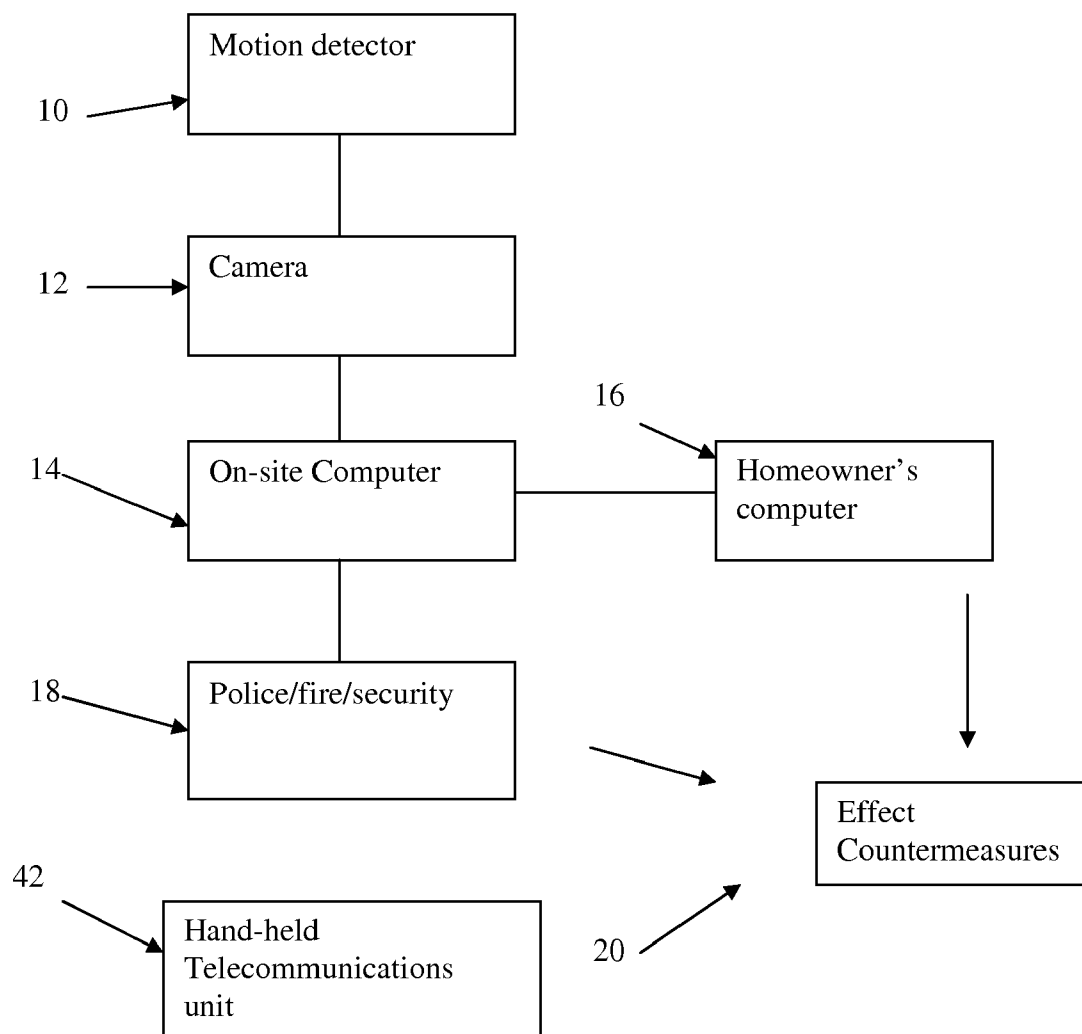 Motion detector
10
Camera
12
16
14
On-site Computer
Homeowner’s
computer
18
Police/fire/security
Effect
Countermeasures
42
Hand-held
Telecommunications
unit
20